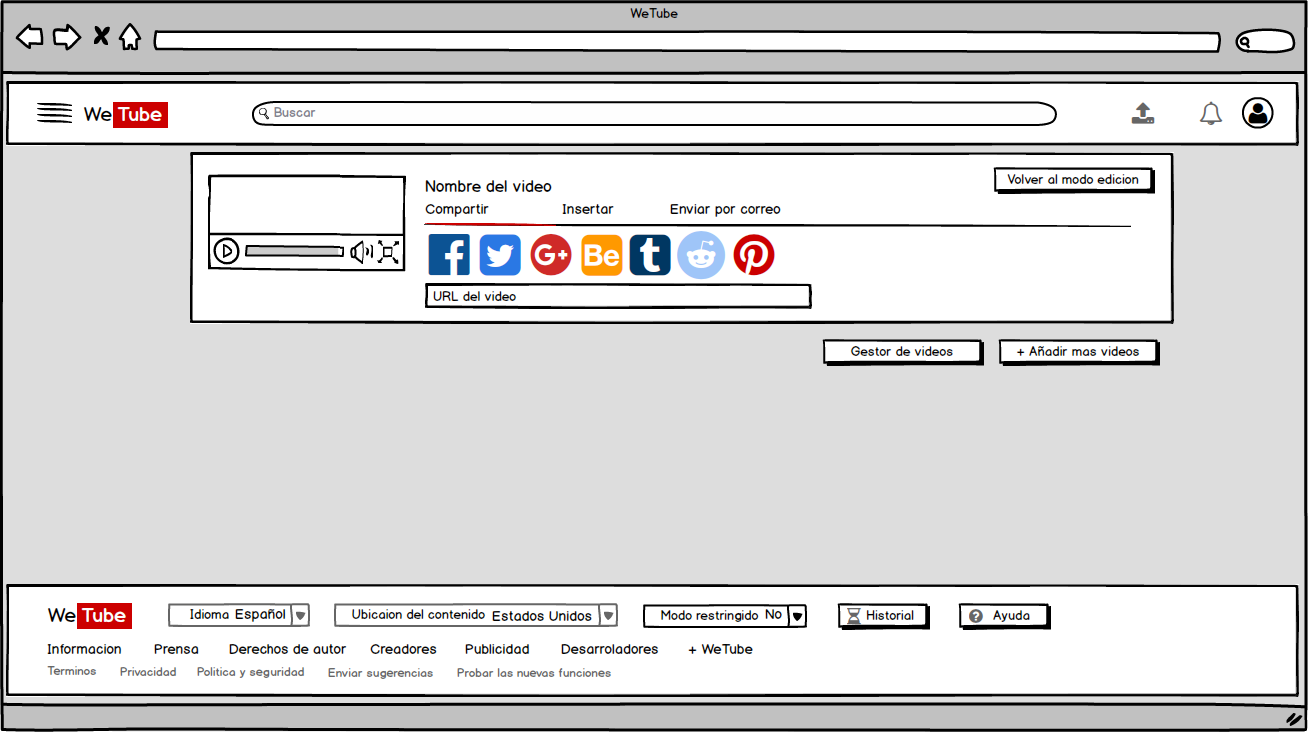 WeTube
We Tube
Buscar
Nombre del video
Volver al modo edicion
Compartir Insertar Enviar por correo
f G+ Be t
URL del video
Gestor de videos + Añadir mas videos
We Tube Idioma Español Ubicaion del contenido Estados Unidos Modo restringido No Historial ? Ayuda
Informacion Prensa Derechos de autor Creadores Publicidad Desarroladores + WeTube
Terminos Privacidad Politica y seguridad Enviar sugerencias Probar las nuevas funciones